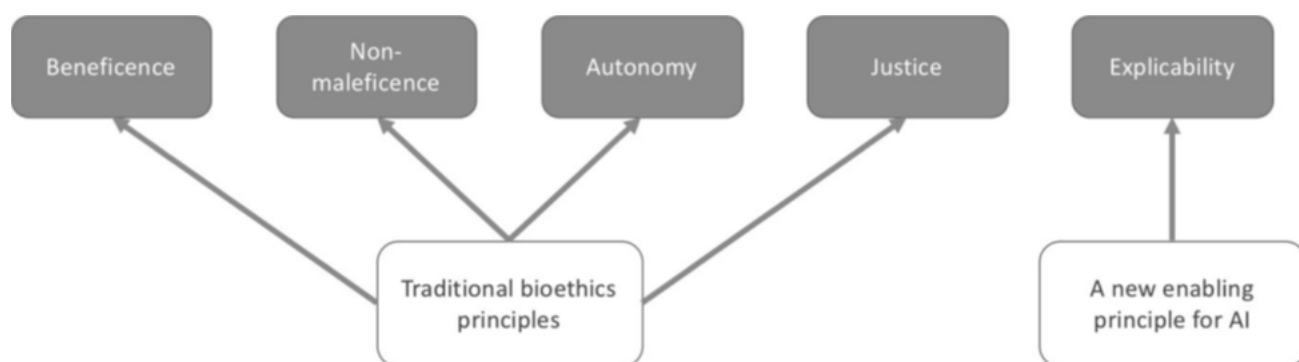 Beneficence
Non-
maleficence
Autonomy
Justice
Explicability
Traditional bioethics
principles
A new enabling
principle for AI